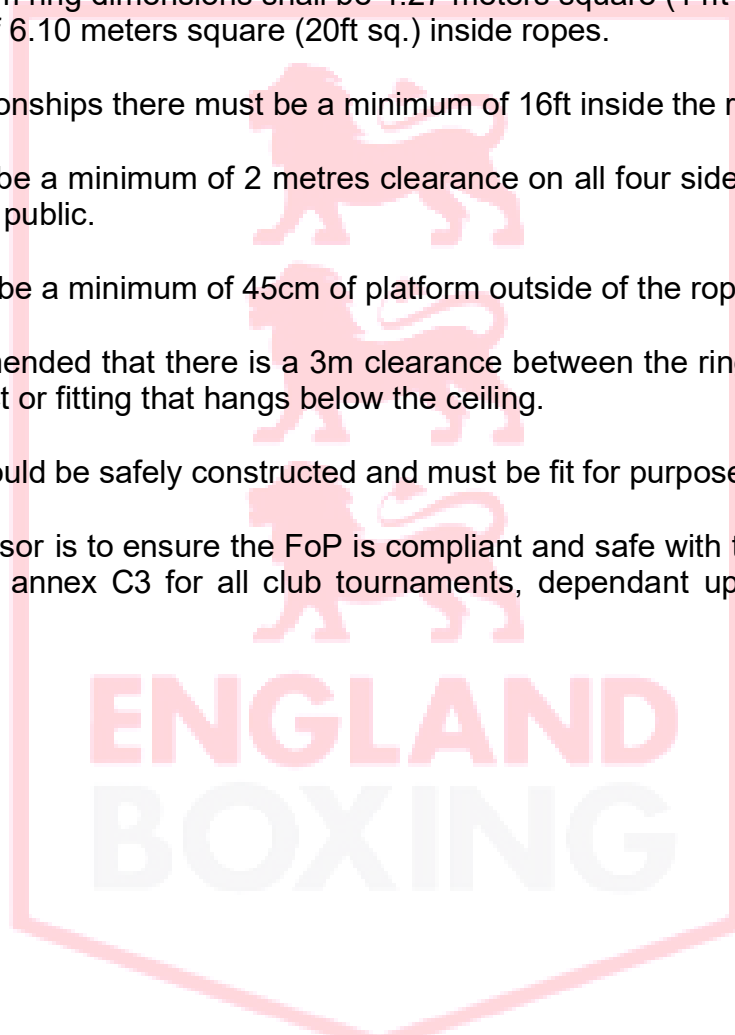 ring dimensions shall be 4.27 meters square (14ft
6.10 meters square (20ft sq.) inside ropes.
onships there must be a minimum of 16ft inside the r
be a minimum of 2 metres clearance on all four side
public.
be a minimum of 45cm of platform outside of the rop
ended that there is a 3m clearance between the rin
t or fitting that hangs below the ceiling.
ould be safely constructed and must be fit for purpose
sor is to ensure the FoP is compliant and safe with t
annex C3 for all club tournaments, dependant up
ENGLAND
BOXING